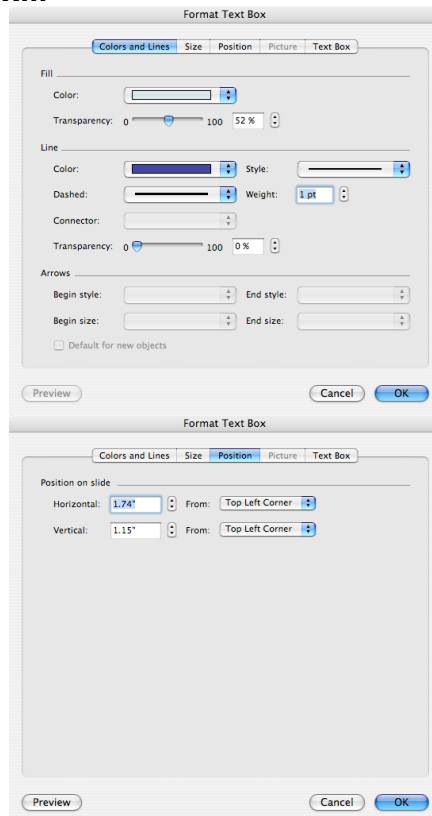 Format Text Box
Colors and Lines Size Position Picture Text Box
Fill
Color:
Transparency: 0 100 52 %
Line
Color: Style:
Dashed: Weight: 1 pt
Connector:
Transparency: 0 100 0 %
Arrows
Begin style: End style:
Begin size: End size:
Default for new objects
Preview Cancel OK
Format Text Box
Colors and Lines Size Position Picture Text Box
Position on slide
Horizontal: 1.74" From: Top Left Corner
Vertical: 1.15" From: Top Left Corner
Preview Cancel OK